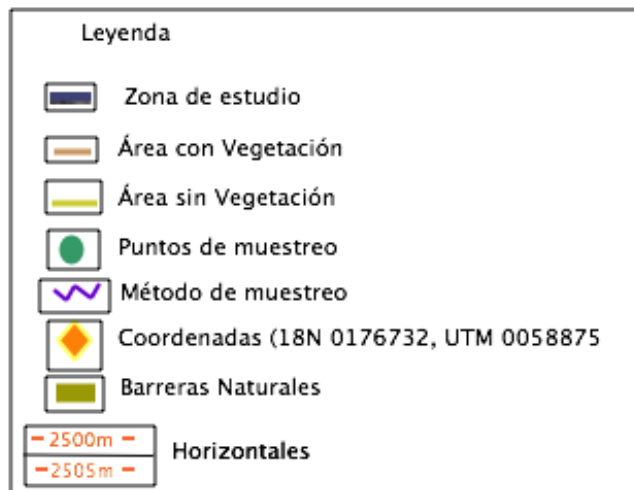 Leyenda
Zona de estudio
Área con Vegetación
Área sin Vegetación
Puntos de muestreo
Método de muestreo
Coordenadas (18N 0176732, UTM 0058875
Barreras Naturales
2500m
Horizontales
2505m